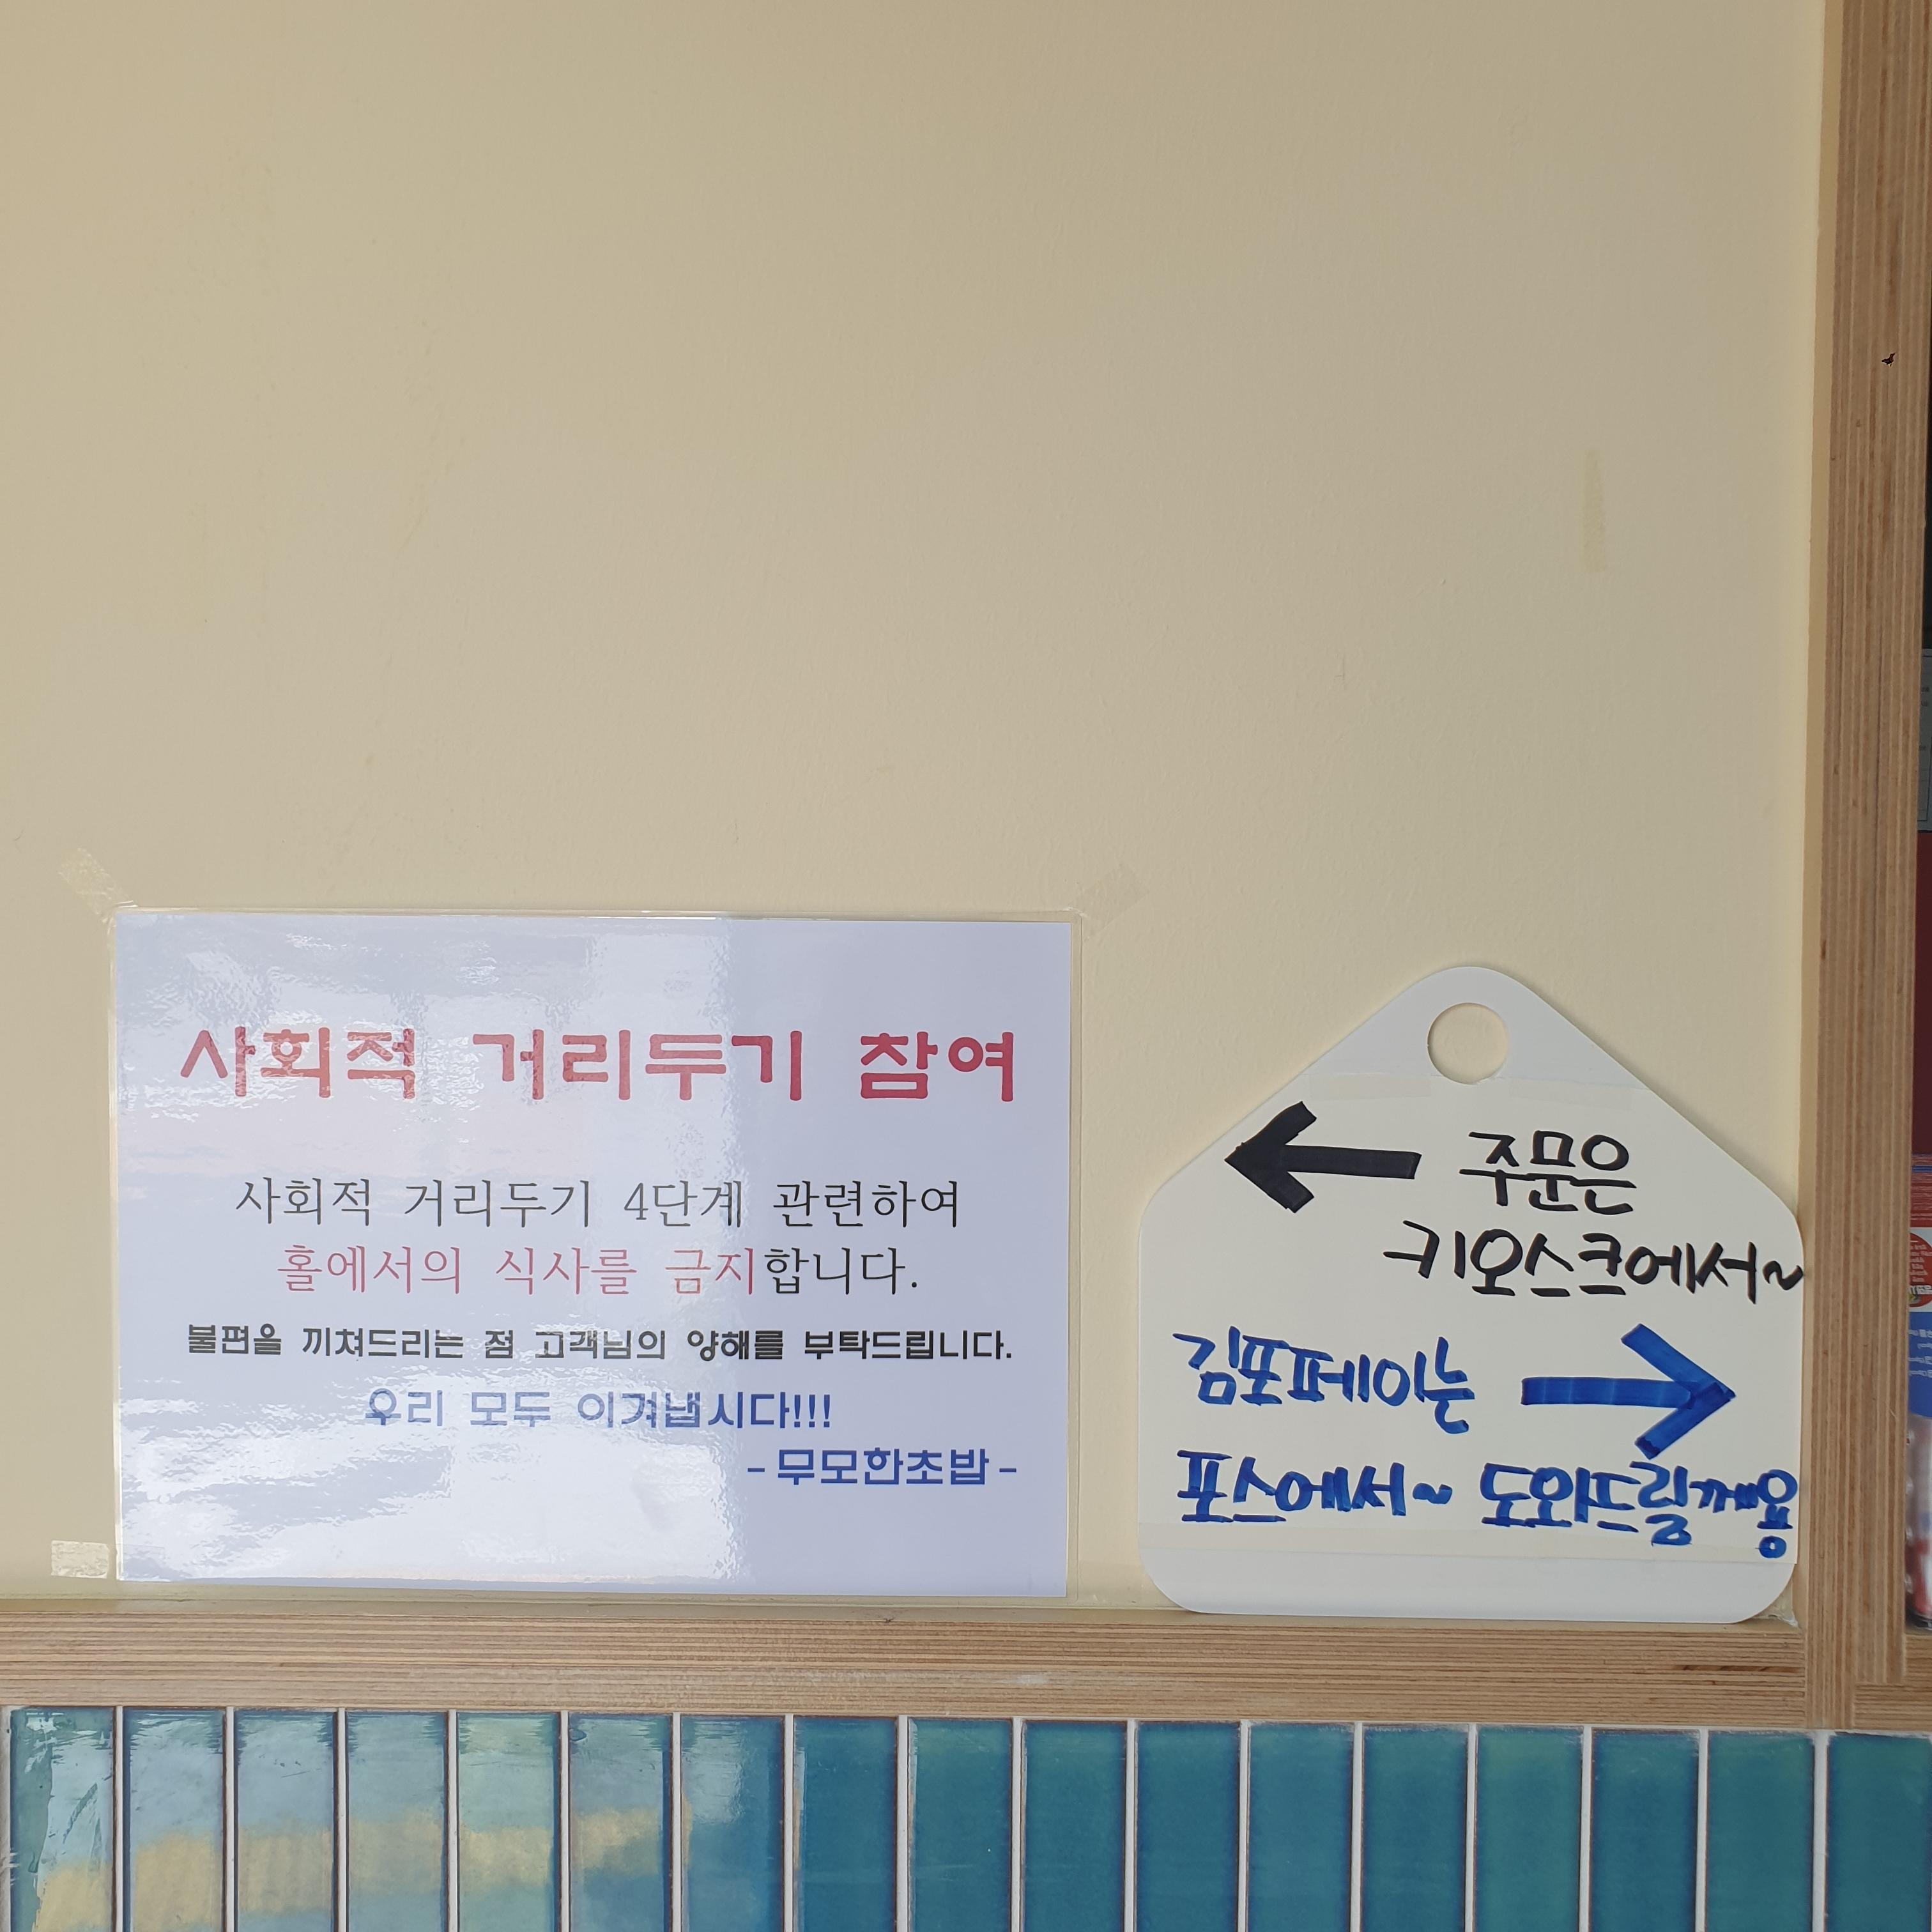 사회적 거리두기 참여
사회적 거리두기 4단계 관련하여
홀에서의 식사를 금지합니다.
불편을 끼쳐드리는 점 고객님의 양해를 부탁드립니다.
우리 모두 이겨냅시다!!!
-무모한초밥-
← 주문은
키오스크에서~
김포페이는 →
포스에서~ 도와드릴께용